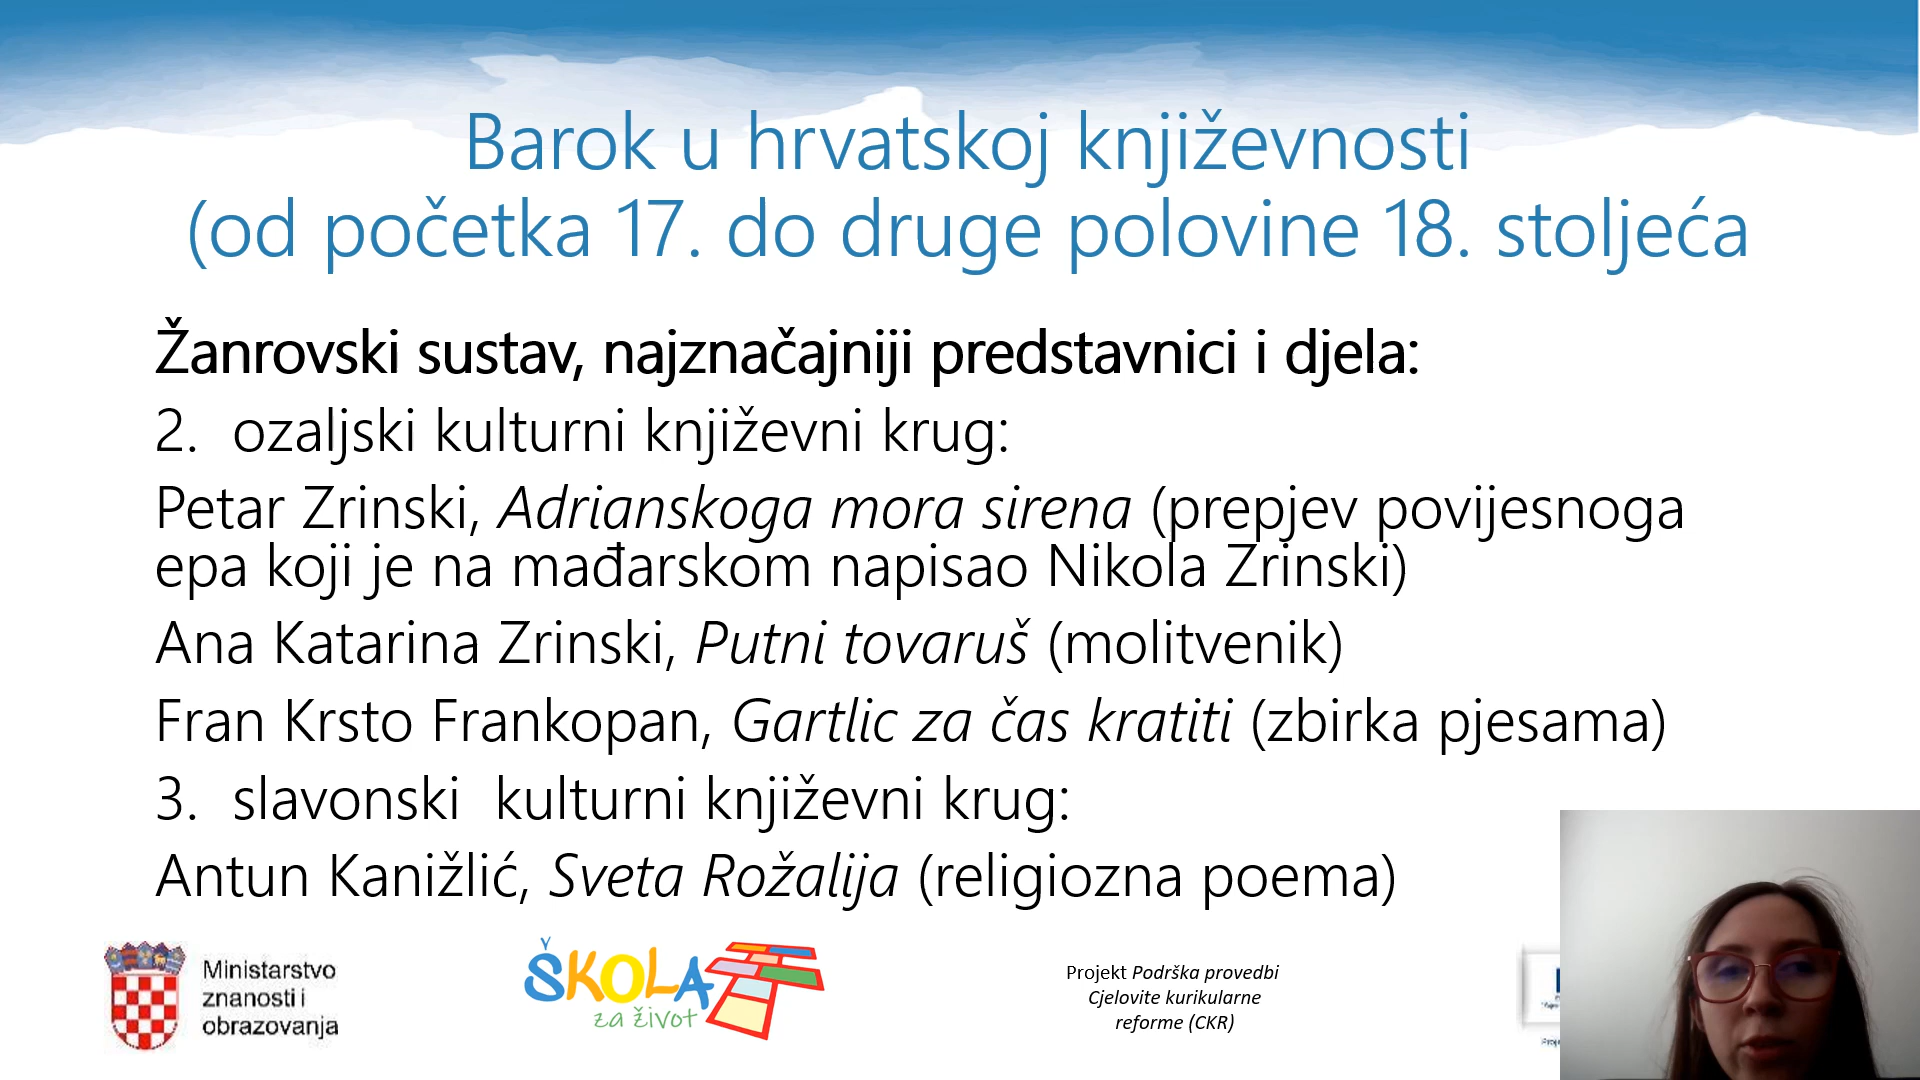 Barok u hrvatskoj književnosti
(od početka 17. do druge polovine 18. stoljeća
Žanrovski sustav, najznačajniji predstavnici i djela:
2. ozaljski kulturni književni krug:
Petar Zrinski, Adrianskoga mora sirena (prepjev povijesnoga
epa koji je na mađarskom napisao Nikola Zrinski)
Ana Katarina Zrinski, Putni tovaruš (molitvenik)
Fran Krsto Frankopan, Gartlic za čas kratiti (zbirka pjesama)
3. slavonski kulturni književni krug:
Antun Kanižlić, Sveta Rožalija (religiozna poema)
Ministarstvo
znanosti i
obrazovanja
ŠKOLA
za život
Projekt Podrška provedbi
Cjelovite kurikularne
reforme (CKR)